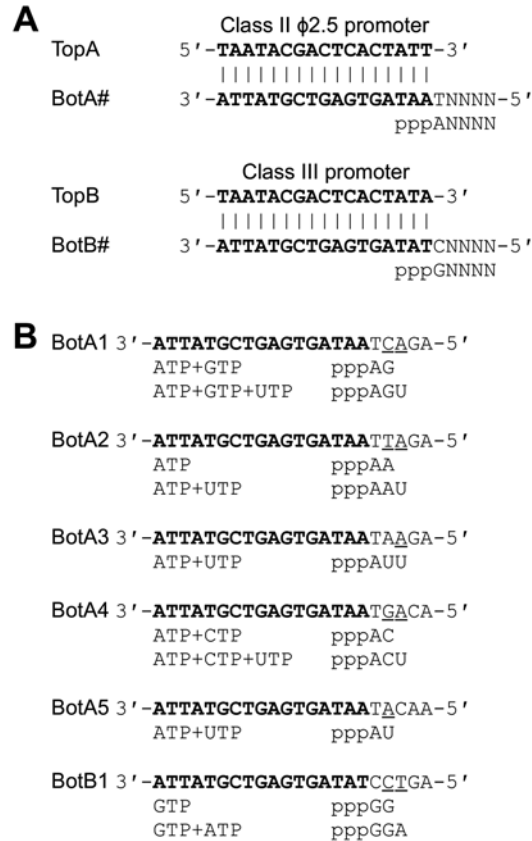 A
Class II ϕ2.5 promoter
TopA 5′-TAATACGACTCACTATT-3′
| | | | | | | | | | | | | | | | |
BotA# 3′-ATTATGCTGAGTGATAATNNNN-5′
pppANNNN
Class III promoter
TopB 5′-TAATACGACTCACTATA-3′
| | | | | | | | | | | | | | | | |
BotB# 3′-ATTATGCTGAGTGATATCNNNN-5′
pppGNNNN
B
BotA1 3′-ATTATGCTGAGTGATAATCAGA-5′
ATP+GTP pppAG
ATP+GTP+UTP pppAGU
BotA2 3′-ATTATGCTGAGTGATAATTAGA-5′
ATP pppAA
ATP+UTP pppAAU
BotA3 3′-ATTATGCTGAGTGATAATAAGA-5′
ATP+UTP pppAUU
BotA4 3′-ATTATGCTGAGTGATAATGACA-5′
ATP+CTP pppAC
ATP+CTP+UTP pppACU
BotA5 3′-ATTATGCTGAGTGATAATACAA-5′
ATP+UTP pppAU
BotB1 3′-ATTATGCTGAGTGATATCCTGA-5′
GTP pppGG
GTP+ATP pppGGA